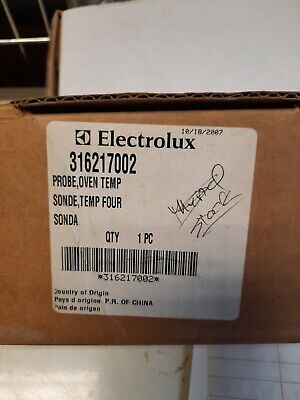 10/18/2007
Electrolux
316217002
PROBE,OVEN TEMP
SONDE,TEMP FOUR
SONDA
QTY 1 PC
*316217002*
Country of Origin
Pays d origine P.R. OF CHINA
Pais de origen